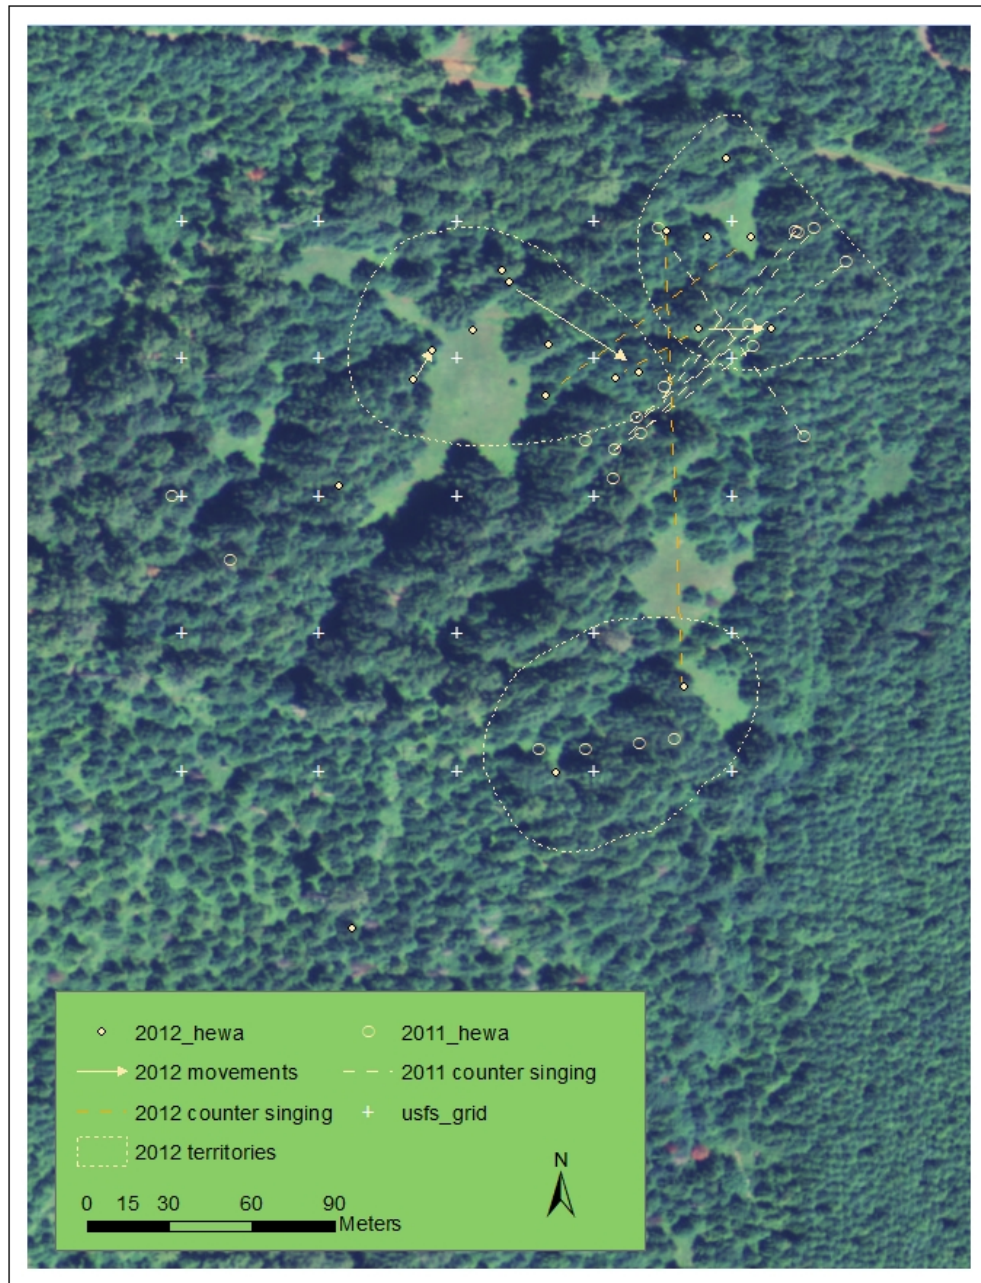 2012_hewa 2011_hewa
2012 movements 2011 counter singing
2012 counter singing usfs_grid
2012 territories
N
0 15 30 60 90
Meters